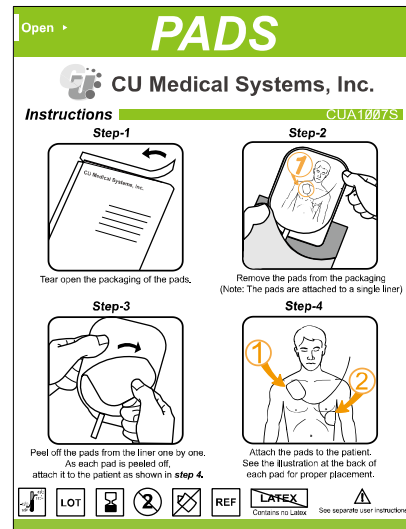 Open
PADS
CU Medical Systems, Inc.
Instructions
CUA1007S
Step-1
Step-2
CU Medical Systems, Inc.
1
Tear open the packaging of the pads.
Remove the pads from the packaging
(Note: The pads are attached to a single liner)
Step-3
Step-4
1
2
Peel off the pads from the liner one by one.
As each pad is peeled off,
attach it to the patient as shown in step 4.
Attach the pads to the patient.
See the illustration at the back of
each pad for proper placement.
LOT
2
REF
LATEX
Contains no Latex
See separate user instructions